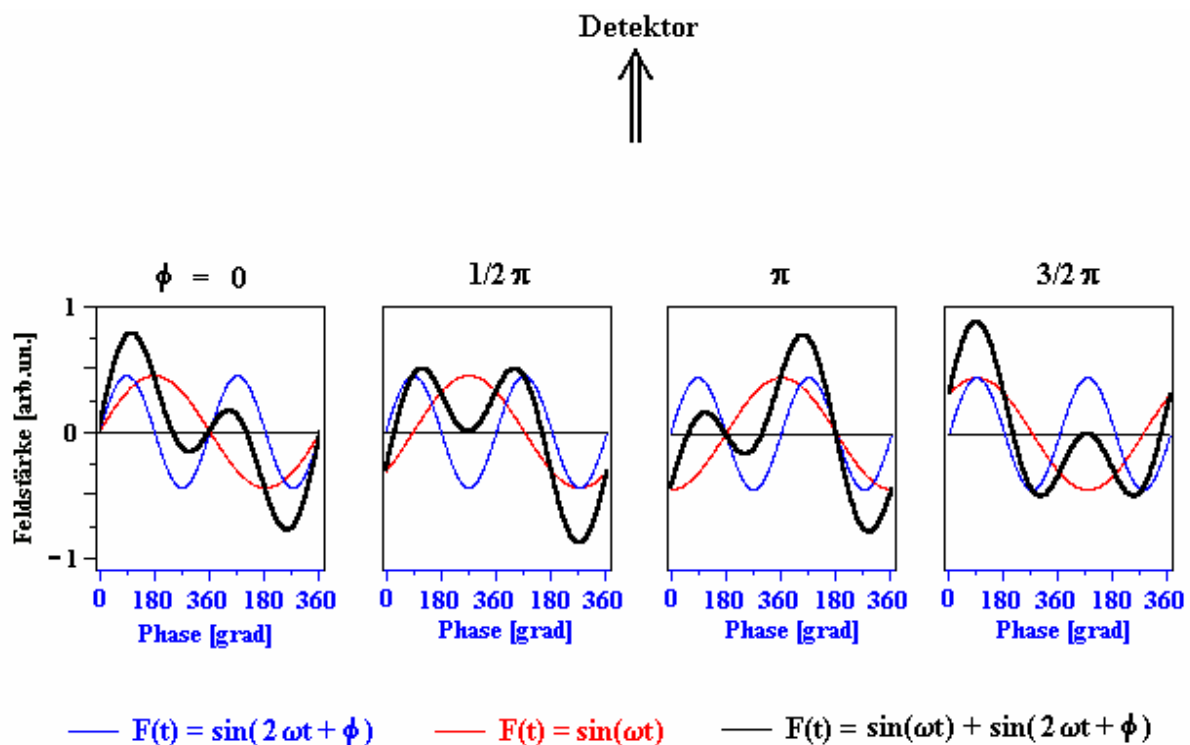 Detektor
ϕ = 0
1/2 π
π
3/2 π
Feldstärke [arb.un.]
1
0
-1
0 180 360 180 360
0 180 360 180 360
0 180 360 180 360
0 180 360 180 360
Phase [grad]
Phase [grad]
Phase [grad]
Phase [grad]
F(t) = sin( 2 ωt + ϕ )
F(t) = sin(ωt)
F(t) = sin(ωt) + sin( 2 ωt + ϕ )